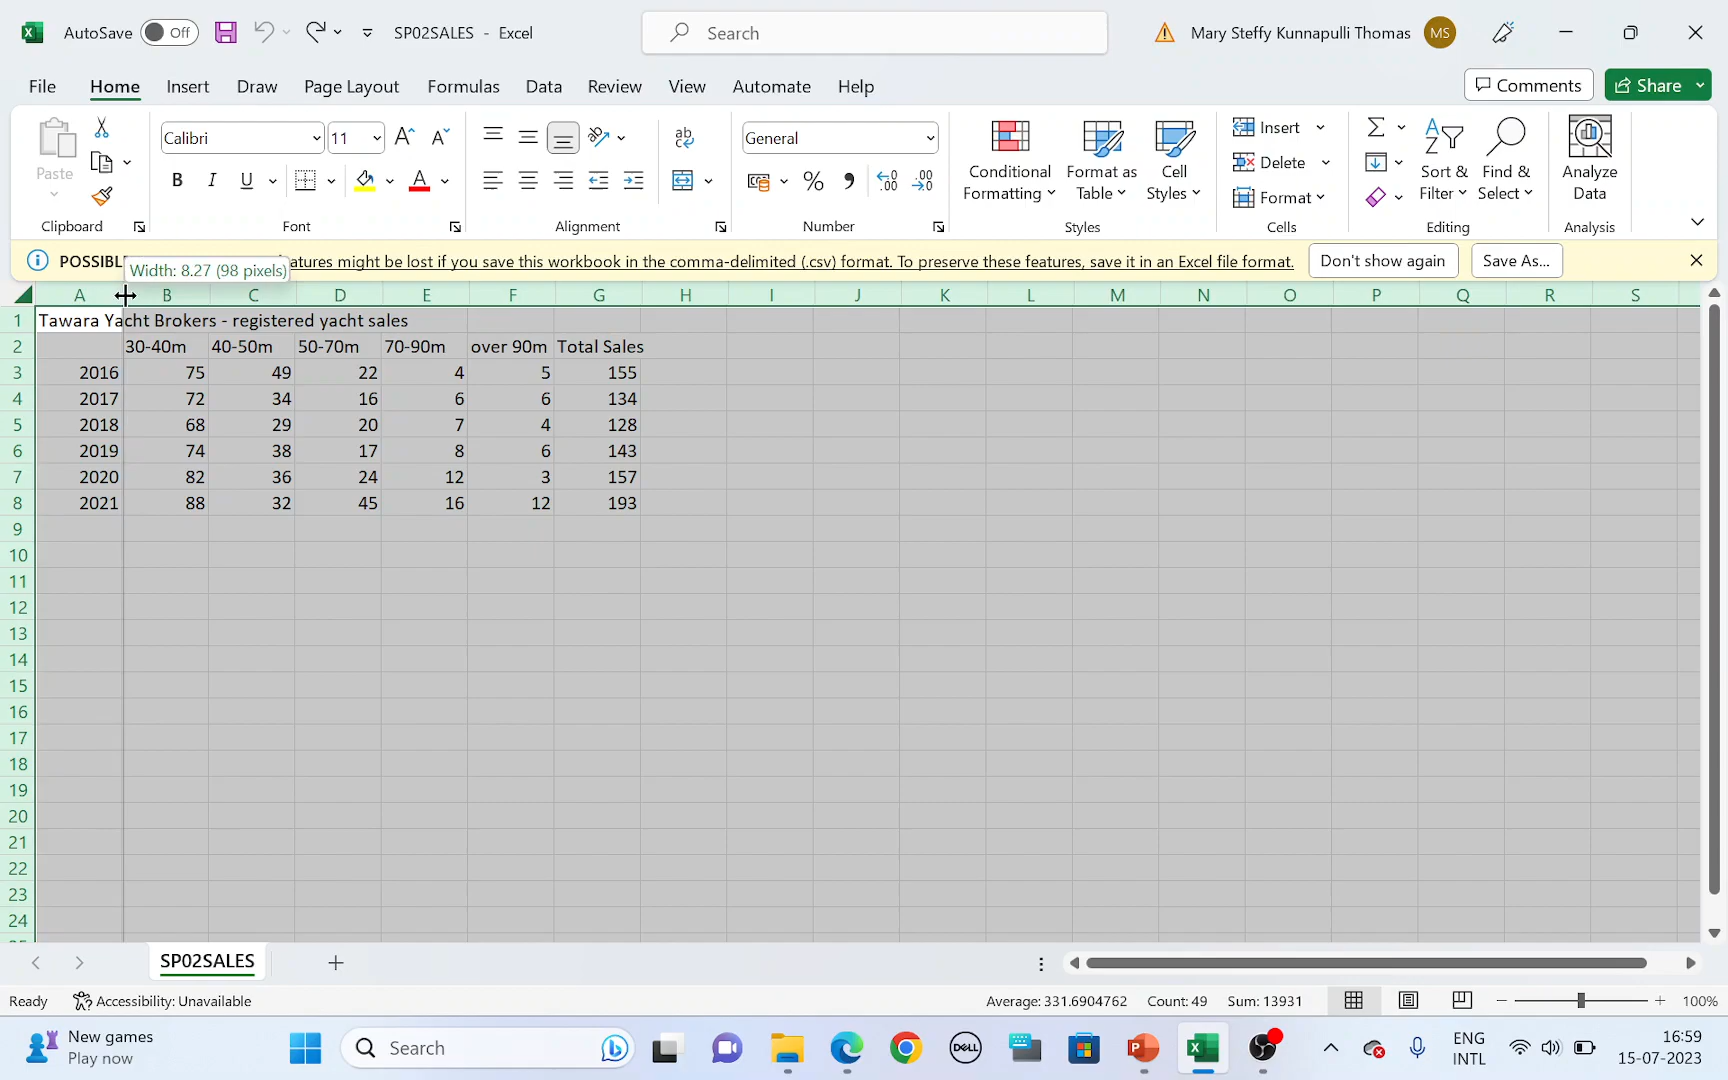 AutoSave Off SP02SALES - Excel Search Mary Steffy Kunnapulli Thomas MS
File Home Insert Draw Page Layout Formulas Data Review View Automate Help Comments Share
Paste Calibri 11 A A ab General Conditional Formatting Format as Table Cell Styles Insert Delete Format Sort & Filter Find & Select Analyze Data
B I U A % , .00
Clipboard Font Alignment Number Styles Cells Editing Analysis
POSSIBL Width: 8.27 (98 pixels) atures might be lost if you save this workbook in the comma-delimited (.csv) format. To preserve these features, save it in an Excel file format. Don't show again Save As...
A B C D E F G H I J K L M N O P Q R S
1 Tawara Yacht Brokers - registered yacht sales
2 30-40m 40-50m 50-70m 70-90m over 90m Total Sales
3 2016 75 49 22 4 5 155
4 2017 72 34 16 6 6 134
5 2018 68 29 20 7 4 128
6 2019 74 38 17 8 6 143
7 2020 82 36 24 12 3 157
8 2021 88 32 45 16 12 193
9
10
11
12
13
14
15
16
17
18
19
20
21
22
23
24
SP02SALES
Ready Accessibility: Unavailable Average: 331.6904762 Count: 49 Sum: 13931 100%
New games Search DELL ENG 16:59
Play now INTL 15-07-2023